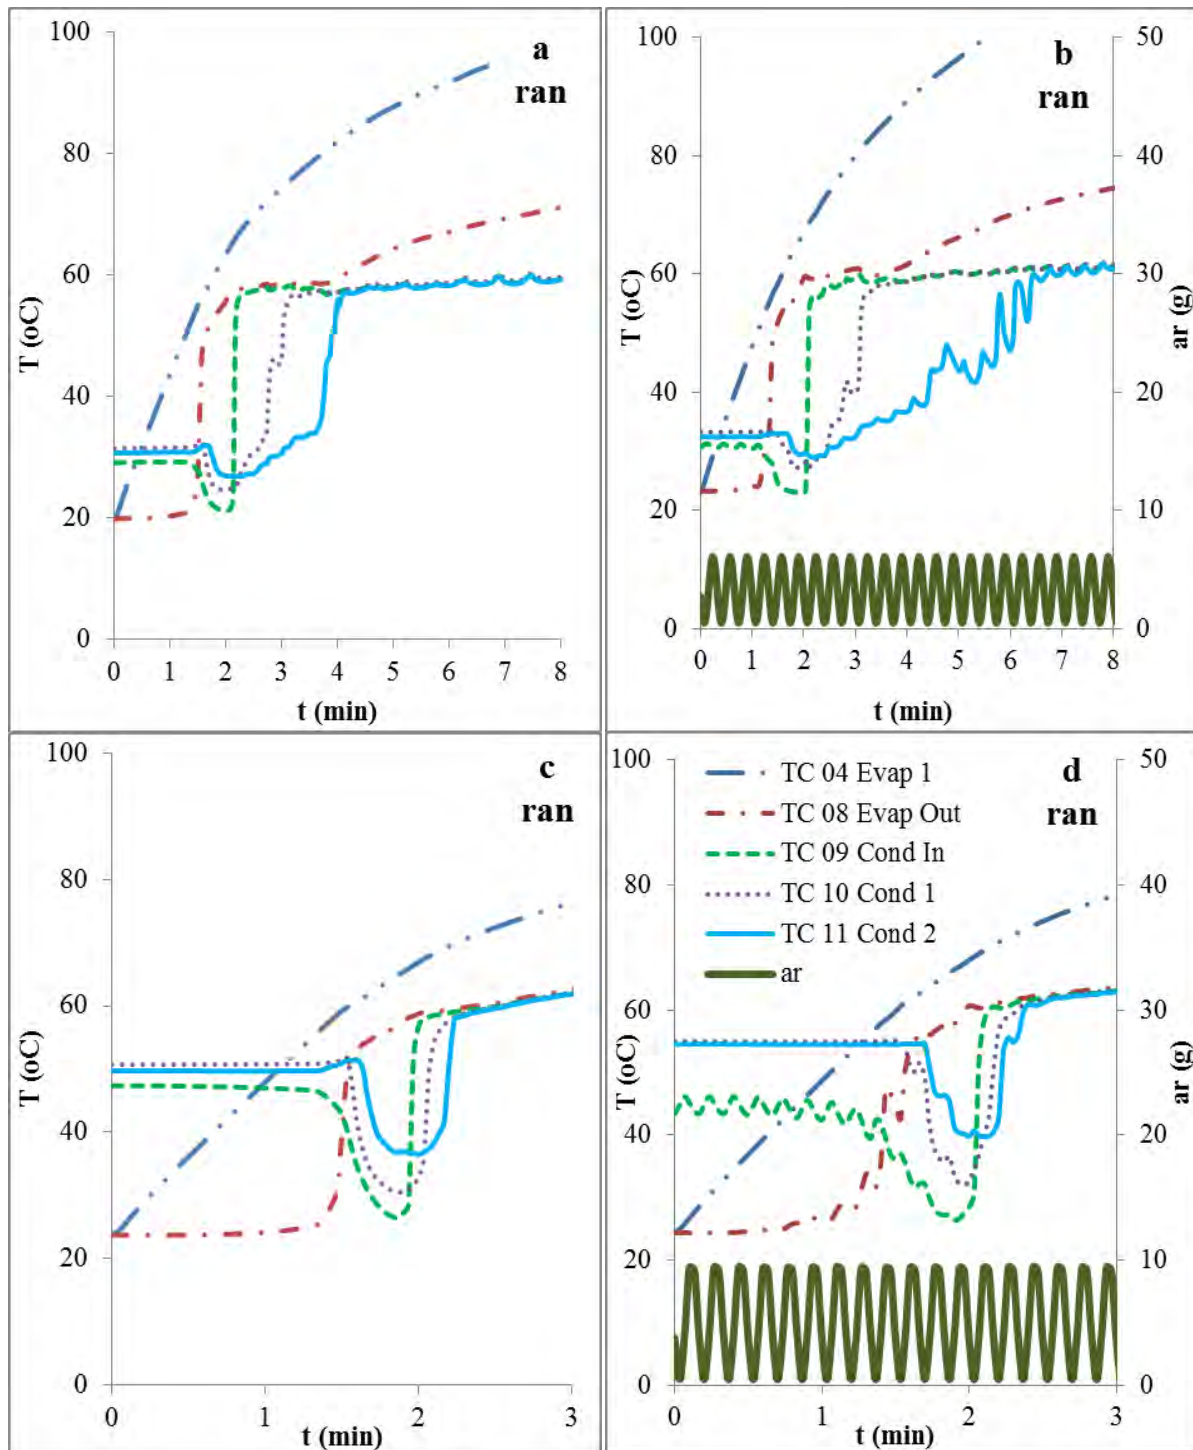 a
ran
100
80
60
40
20
0
T (oC)
0 1 2 3 4 5 6 7 8
t (min)
b
ran
100
80
60
40
20
0
T (oC)
50
40
30
20
10
0
ar (g)
0 1 2 3 4 5 6 7 8
t (min)
c
ran
100
80
60
40
20
0
T (oC)
0 1 2 3
t (min)
d
ran
100
80
60
40
20
0
T (oC)
TC 04 Evap 1
TC 08 Evap Out
TC 09 Cond In
TC 10 Cond 1
TC 11 Cond 2
ar
50
40
30
20
10
0
ar (g)
0 1 2 3
t (min)